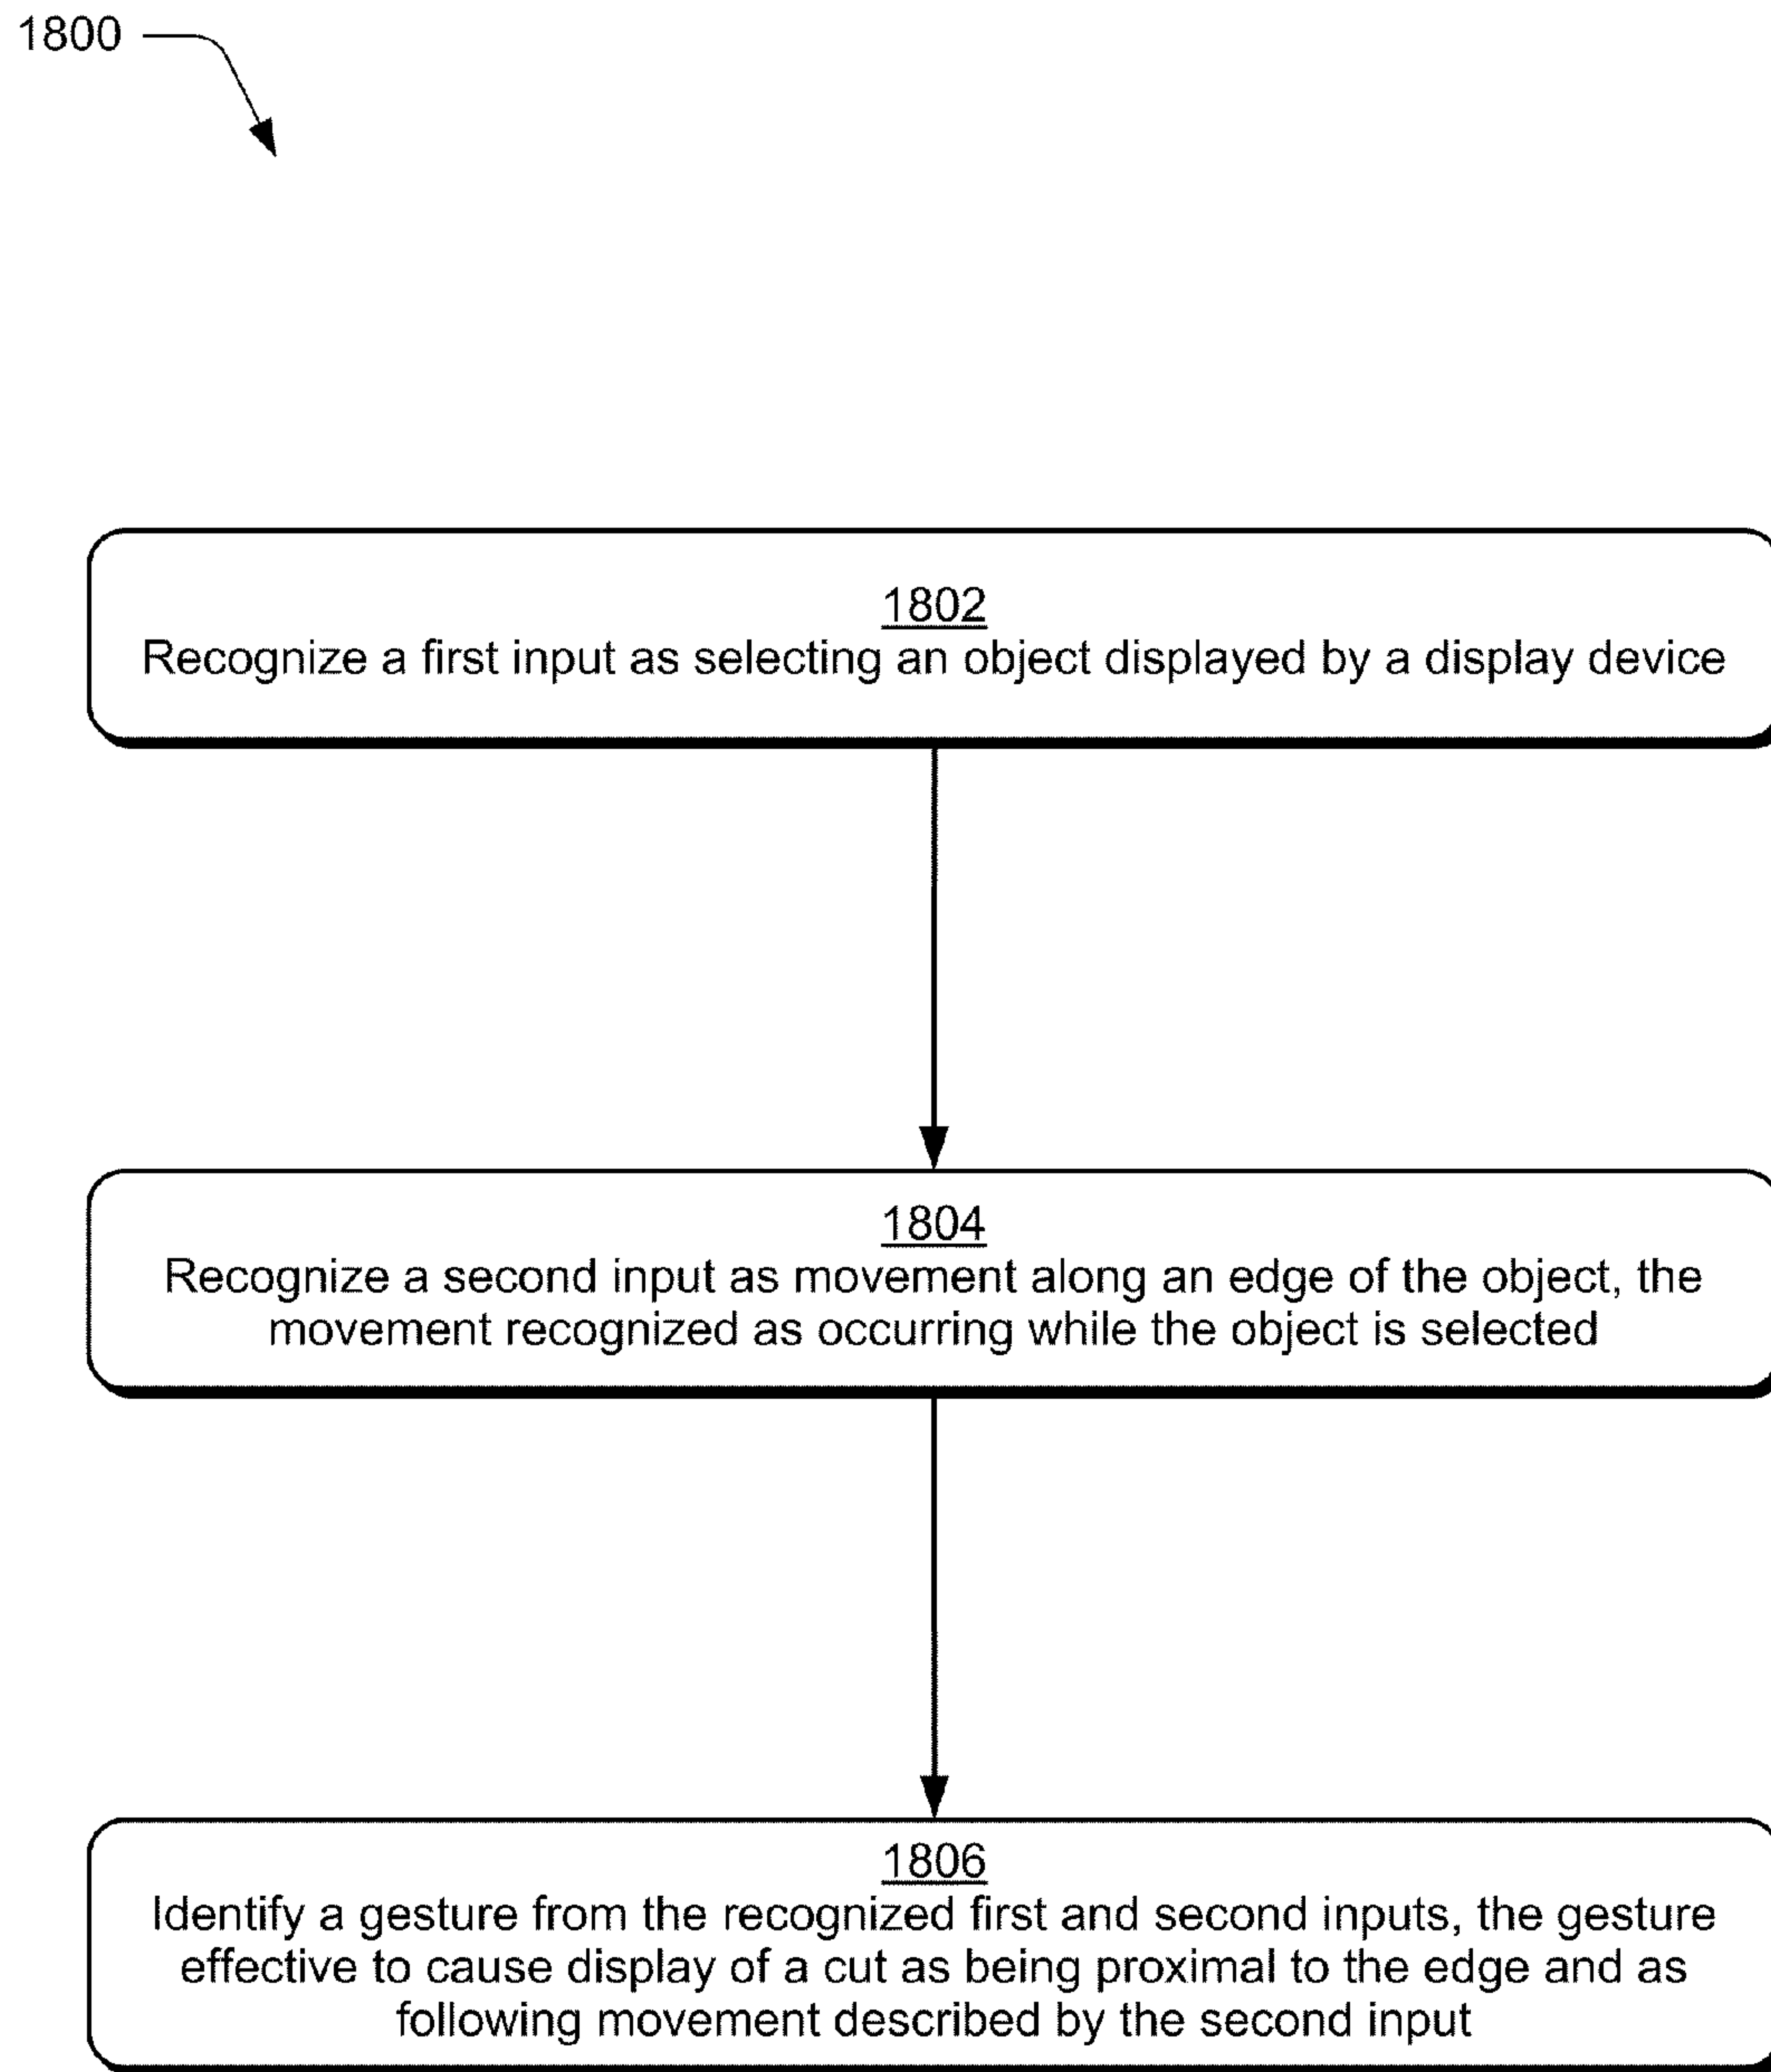 1800
1802
Recognize a first input as selecting an object displayed by a display device
1804
Recognize a second input as movement along an edge of the object, the
movement recognized as occurring while the object is selected
1806
Identify a gesture from the recognized first and second inputs, the gesture
effective to cause display of a cut as being proximal to the edge and as
following movement described by the second input